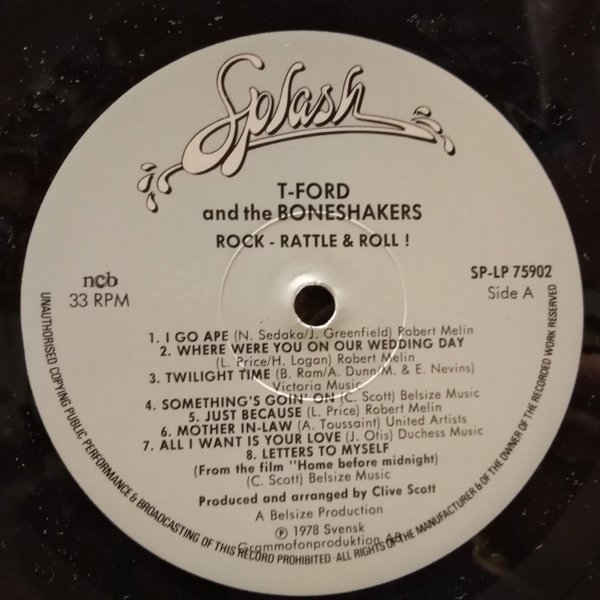 Splash
T-FORD
and the BONESHAKERS
ROCK - RATTLE & ROLL !
ncb
33 RPM
SP-LP 75902
Side A
1. I GO APE (N. Sedaka/J. Greenfield) Robert Melin
2. WHERE WERE YOU ON OUR WEDDING DAY
(L. Price/H. Logan) Robert Melin
3. TWILIGHT TIME (B. Ram/A. Dunn/M. & E. Nevins)
Victoria Music
4. SOMETHING'S GOIN' ON (C. Scott) Belsize Music
5. JUST BECAUSE (L. Price) Robert Melin
6. MOTHER IN-LAW (A. Toussaint) United Artists
7. ALL I WANT IS YOUR LOVE (J. Otis) Duchess Music
8. LETTERS TO MYSELF
(From the film "Home before midnight)
(C. Scott) Belsize Music
Produced and arranged by Clive Scott
A Belsize Production
℗ 1978 Svensk
Grammofonproduktion AB
UNAUTHORISED COPYING PUBLIC PERFORMANCE & BROADCASTING OF THIS RECORD PROHIBITED · ALL RIGHTS OF THE MANUFACTURER & OF THE OWNER OF THE RECORDED WORK RESERVED